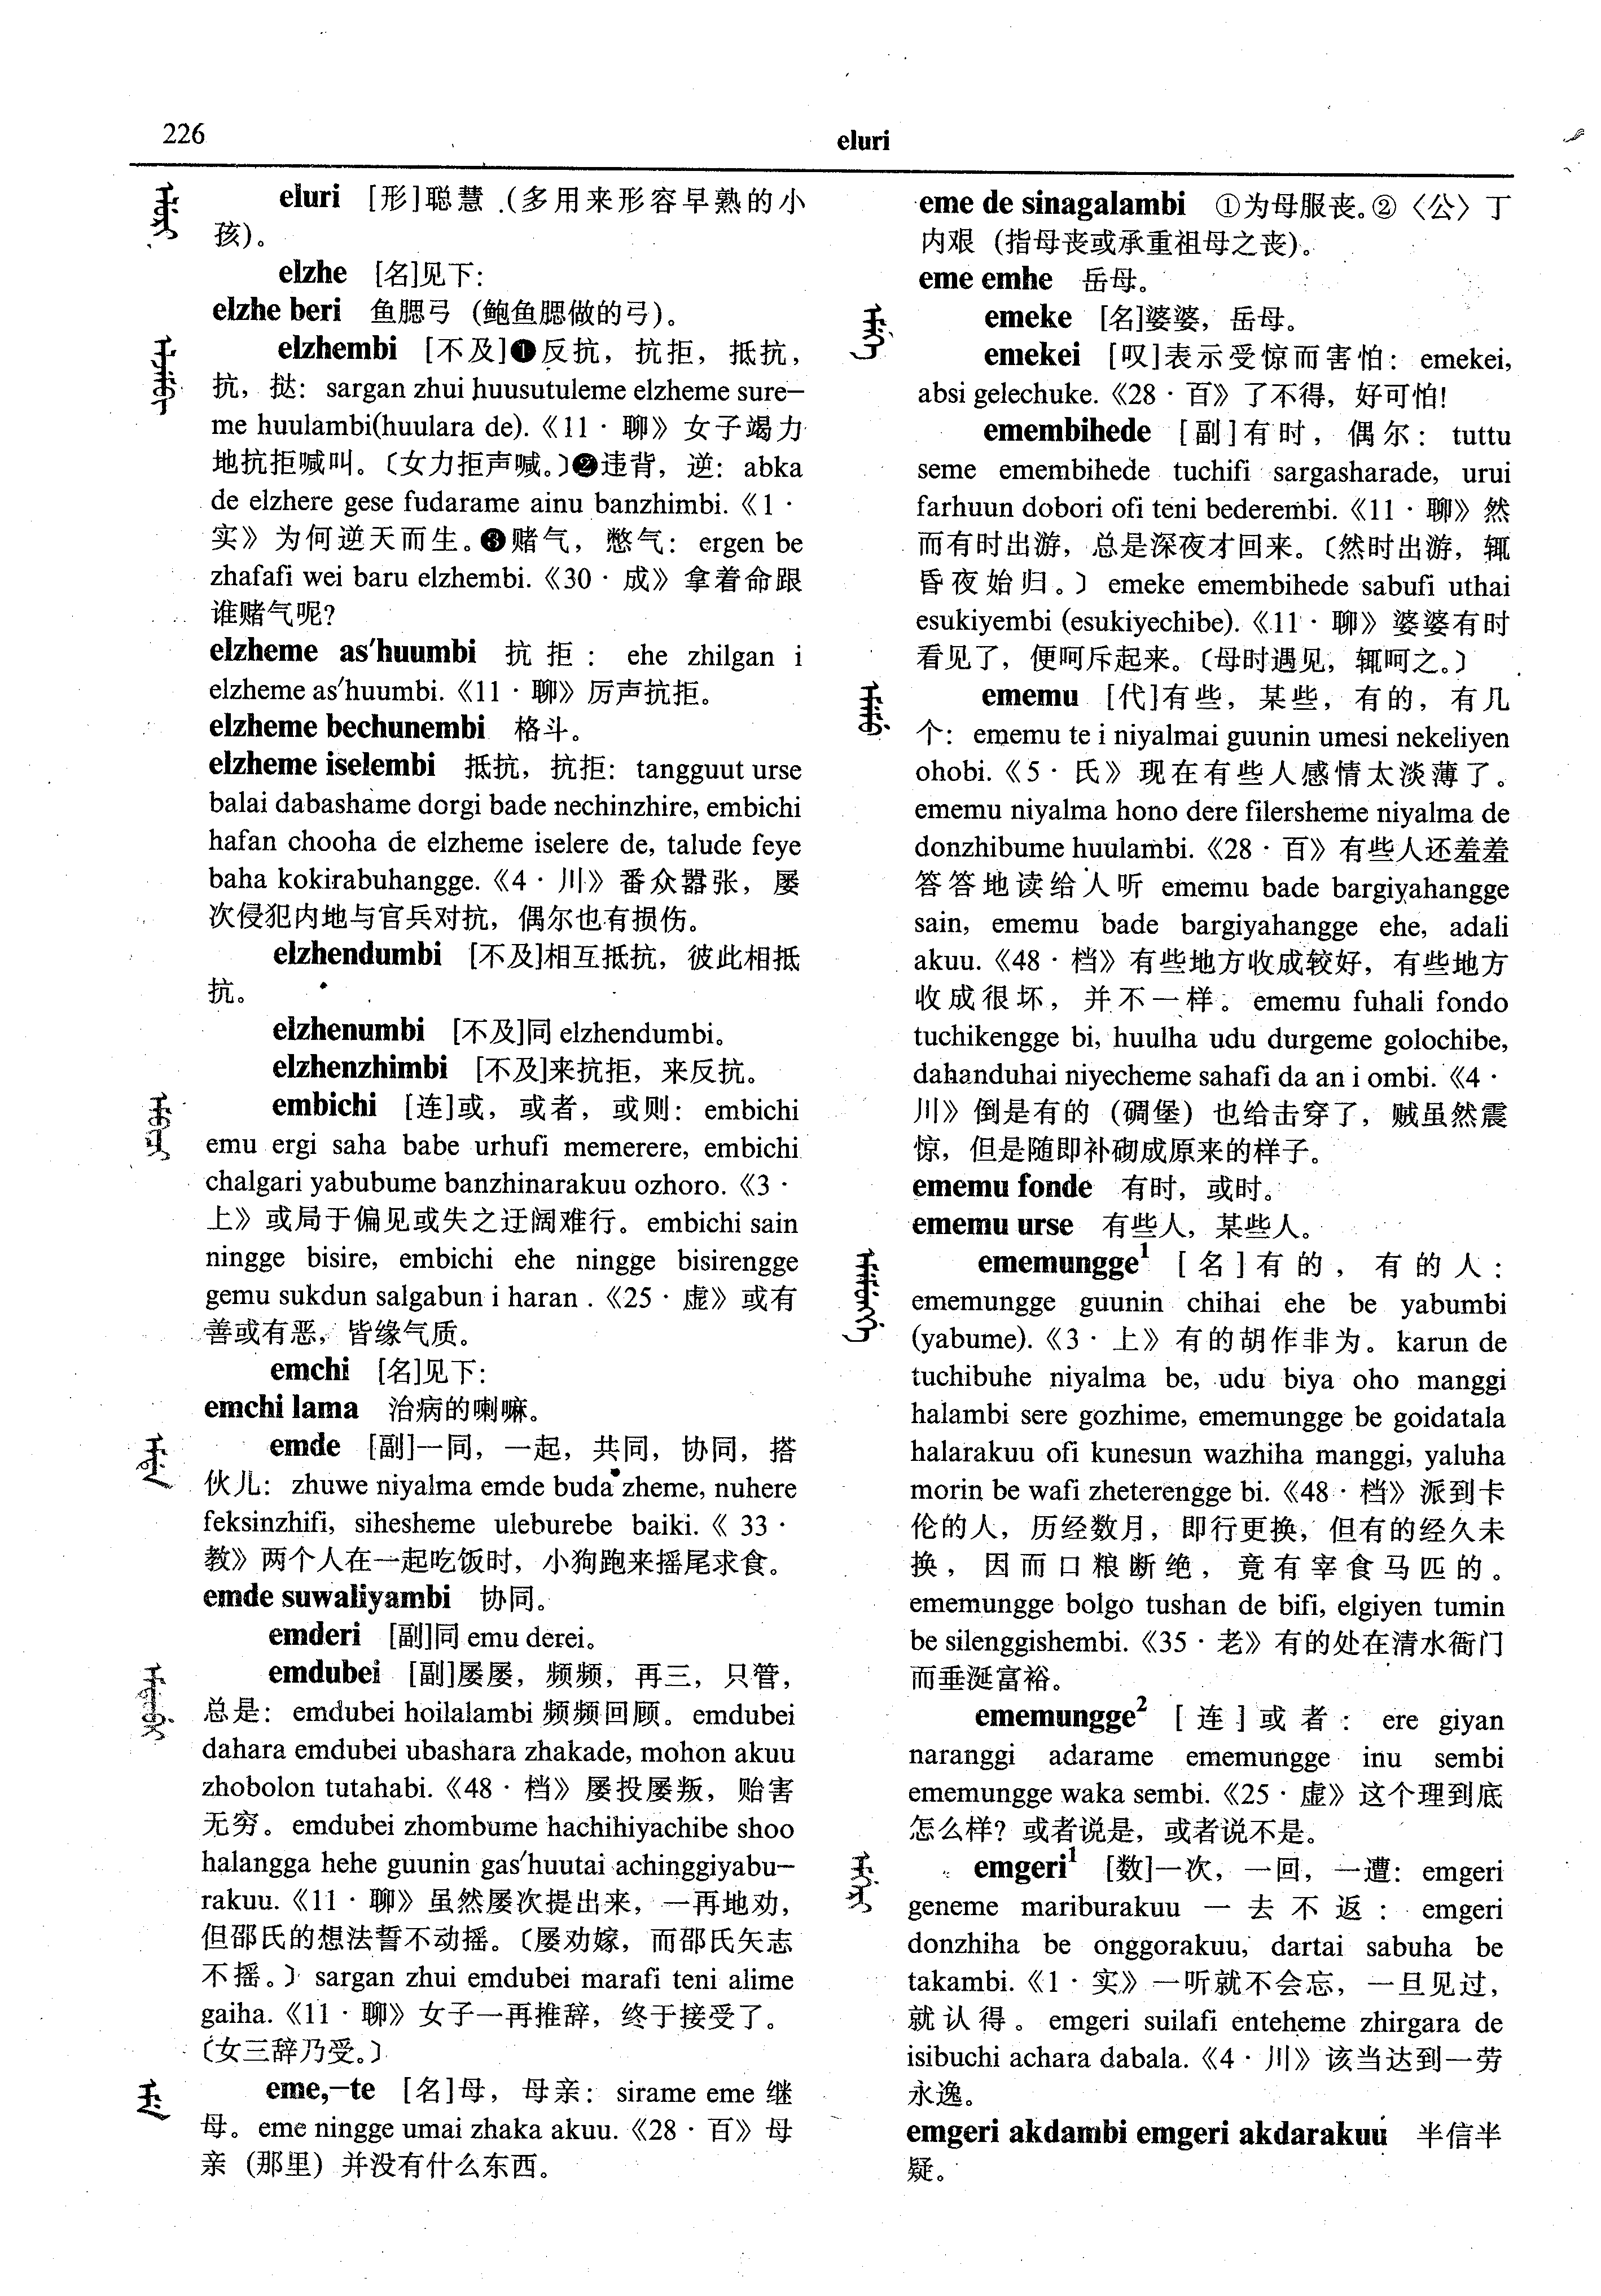 226
eluri
eluri [形]聪慧.(多用来形容早熟的小
孩)。
elzhe [名]见下:
elzhe beri 鱼腮弓 (鲍鱼腮做的弓)。
elzhembi [不及]❶反抗, 抗拒, 抵抗,
抗, 挞: sargan zhui huusutuleme elzheme sure—
me huulambi(huulara de).《11 · 聊》女子竭力
地抗拒喊叫。〔女力拒声喊。〕❷违背, 逆: abka
de elzhere gese fudarame ainu banzhimbi.《1 ·
实》为何逆天而生。❸赌气, 憋气: ergen be
zhafafi wei baru elzhembi.《30 · 成》拿着命跟
谁赌气呢?
elzheme as′huumbi 抗拒: ehe zhilgan i
elzheme as′huumbi.《11 · 聊》厉声抗拒。
elzheme bechunembi 格斗。
elzheme iselembi 抵抗, 抗拒: tangguut urse
balai dabashame dorgi bade nechinzhire, embichi
hafan chooha de elzheme iselere de, talude feye
baha kokirabuhangge.《4 · 川》番众嚣张, 屡
次侵犯内地与官兵对抗, 偶尔也有损伤。
elzhendumbi [不及]相互抵抗, 彼此相抵
抗。
elzhenumbi [不及]同 elzhendumbi。
elzhenzhimbi [不及]来抗拒, 来反抗。
embichi [连]或, 或者, 或则: embichi
emu ergi saha babe urhufi memerere, embichi
chalgari yabubume banzhinarakuu ozhoro.《3 ·
上》或局于偏见或失之迂阔难行。embichi sain
ningge bisire, embichi ehe ningge bisirengge
gemu sukdun salgabun i haran .《25 · 虚》或有
善或有恶, 皆缘气质。
emchi [名]见下:
emchi lama 治病的喇嘛。
emde [副]一同, 一起, 共同, 协同, 搭
伙儿: zhuwe niyalma emde buda zheme, nuhere
feksinzhifi, sihesheme uleburebe baiki.《 33 ·
教》两个人在一起吃饭时, 小狗跑来摇尾求食。
emde suwaliyambi 协同。
emderi [副]同 emu derei。
emdubei [副]屡屡, 频频, 再三, 只管,
总是: emdubei hoilalambi 频频回顾。emdubei
dahara emdubei ubashara zhakade, mohon akuu
zhobolon tutahabi.《48 · 档》屡投屡叛, 贻害
无穷。emdubei zhombume hachihiyachibe shoo
halangga hehe guunin gas′huutai achinggiyabu—
rakuu.《11 · 聊》虽然屡次提出来, 一再地劝,
但邵氏的想法誓不动摇。〔屡劝嫁, 而邵氏矢志
不摇。〕sargan zhui emdubei marafi teni alime
gaiha.《11 · 聊》女子一再推辞, 终于接受了。
〔女三辞乃受。〕
eme,—te [名]母, 母亲: sirame eme 继
母。eme ningge umai zhaka akuu.《28 · 百》母
亲 (那里) 并没有什么东西。
eme de sinagalambi ①为母服丧。②〈公〉丁
内艰 (指母丧或承重祖母之丧)。
eme emhe 岳母。
emeke [名]婆婆, 岳母。
emekei [叹]表示受惊而害怕: emekei,
absi gelechuke.《28 · 百》了不得, 好可怕!
emembihede [副]有时, 偶尔: tuttu
seme emembihede tuchifi sargasharade, urui
farhuun dobori ofi teni bederembi.《11 · 聊》然
而有时出游, 总是深夜才回来。〔然时出游, 辄
昏夜始归。〕emeke emembihede sabufi uthai
esukiyembi (esukiyechibe).《11 · 聊》婆婆有时
看见了, 便呵斥起来。〔母时遇见, 辄呵之。〕
ememu [代]有些, 某些, 有的, 有几
个: ememu te i niyalmai guunin umesi nekeliyen
ohobi.《5 · 氏》现在有些人感情太淡薄了。
ememu niyalma hono dere filersheme niyalma de
donzhibume huulambi.《28 · 百》有些人还羞羞
答答地读给人听 ememu bade bargiyahangge
sain, ememu bade bargiyahangge ehe, adali
akuu.《48 · 档》有些地方收成较好, 有些地方
收成很坏, 并不一样。ememu fuhali fondo
tuchikengge bi, huulha udu durgeme golochibe,
dahanduhai niyecheme sahafi da an i ombi.《4 ·
川》倒是有的 (碉堡) 也给击穿了, 贼虽然震
惊, 但是随即补砌成原来的样子。
ememu fonde 有时, 或时。
ememu urse 有些人, 某些人。
ememungge¹ [名]有的, 有的人:
ememungge guunin chihai ehe be yabumbi
(yabume).《3 · 上》有的胡作非为。karun de
tuchibuhe niyalma be, udu biya oho manggi
halambi sere gozhime, ememungge be goidatala
halarakuu ofi kunesun wazhiha manggi, yaluha
morin be wafi zheterengge bi.《48 · 档》派到卡
伦的人, 历经数月, 即行更换, 但有的经久未
换, 因而口粮断绝, 竟有宰食马匹的。
ememungge bolgo tushan de bifi, elgiyen tumin
be silenggishembi.《35 · 老》有的处在清水衙门
而垂涎富裕。
ememungge² [连]或者: ere giyan
naranggi adarame ememungge inu sembi
ememungge waka sembi.《25 · 虚》这个理到底
怎么样? 或者说是, 或者说不是。
emgeri¹ [数]一次, 一回, 一遭: emgeri
geneme mariburakuu 一去不返: emgeri
donzhiha be onggorakuu, dartai sabuha be
takambi.《1 · 实》一听就不会忘, 一旦见过,
就认得。emgeri suilafi enteheme zhirgara de
isibuchi achara dabala.《4 · 川》该当达到一劳
永逸。
emgeri akdambi emgeri akdarakuu 半信半
疑。